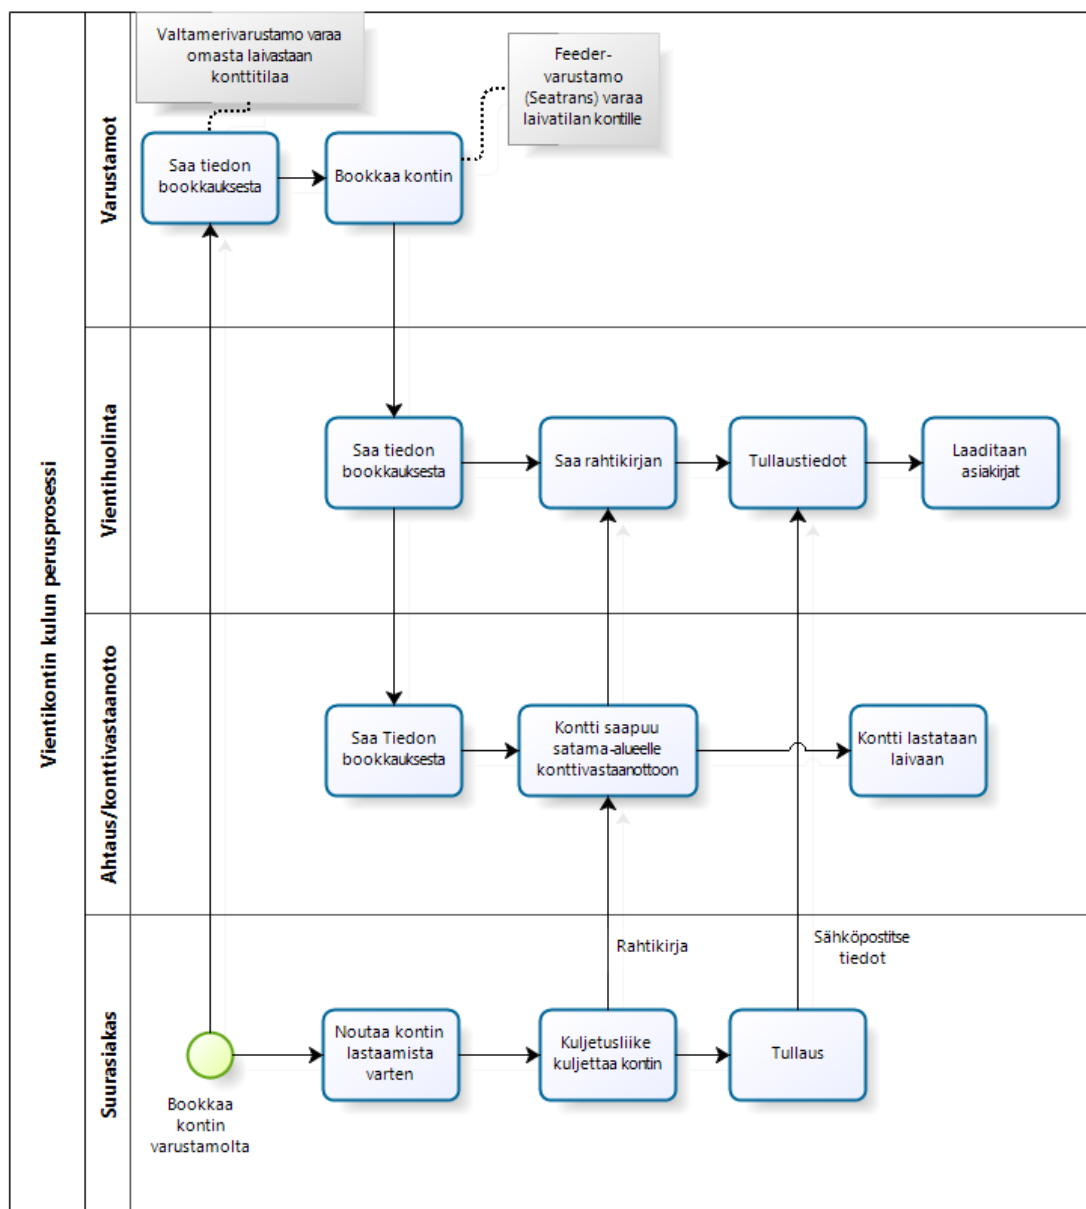 Vientikontin kulun perusprosessi
Varustamot
Valtamerivarustamo varaa
omasta laivastaan
konttitilaa
Feeder-
varustamo
(Seatrans) varaa
laivatilan kontille
Saa tiedon
bookkauksesta
Bookkaa kontin
Vientihuolinta
Saa tiedon
bookkauksesta
Saa rahtikirjan
Tullaustiedot
Laaditaan
asiakirjat
Ahtaus/konttivastaanotto
Saa Tiedon
bookkauksesta
Kontti saapuu
satama-alueelle
konttivastaanottoon
Kontti lastataan
laivaan
Suurasiakas
Rahtikirja
Sähköpostitse
tiedot
Bookkaa
kontin
varustamolta
Noutaa kontin
lastaamista
varten
Kuljetusliike
kuljettaa kontin
Tullaus